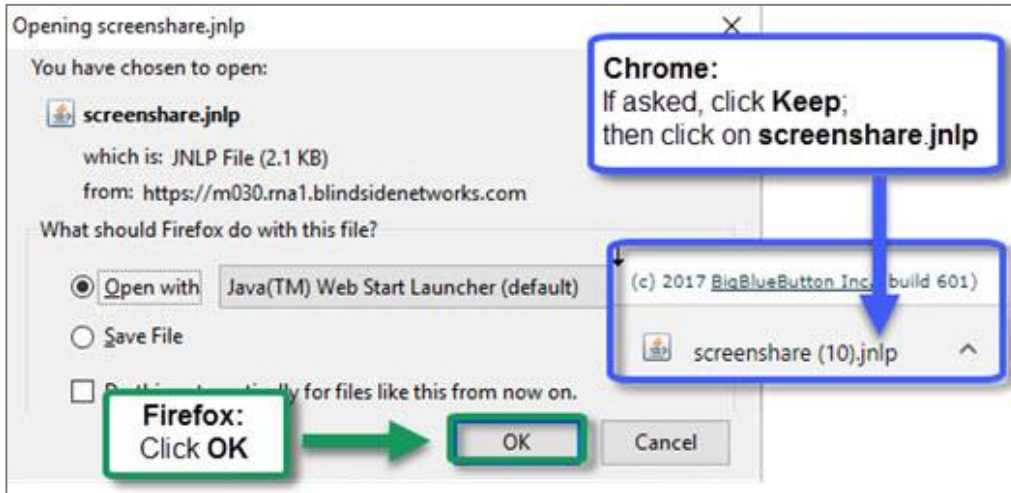 Opening screenshare.jnlp
You have chosen to open:
screenshare.jnlp
which is: JNLP File (2.1 KB)
from: https://m030.rna1.blindsidenetworks.com
What should Firefox do with this file?
Open with
Java(TM) Web Start Launcher (default)
Save File
for files like this from now on.
OK
Cancel
Firefox:
Click OK
Chrome:
If asked, click Keep;
then click on screenshare.jnlp
(c) 2017 BigBlueButton Inc. build 601)
screenshare (10).jnlp